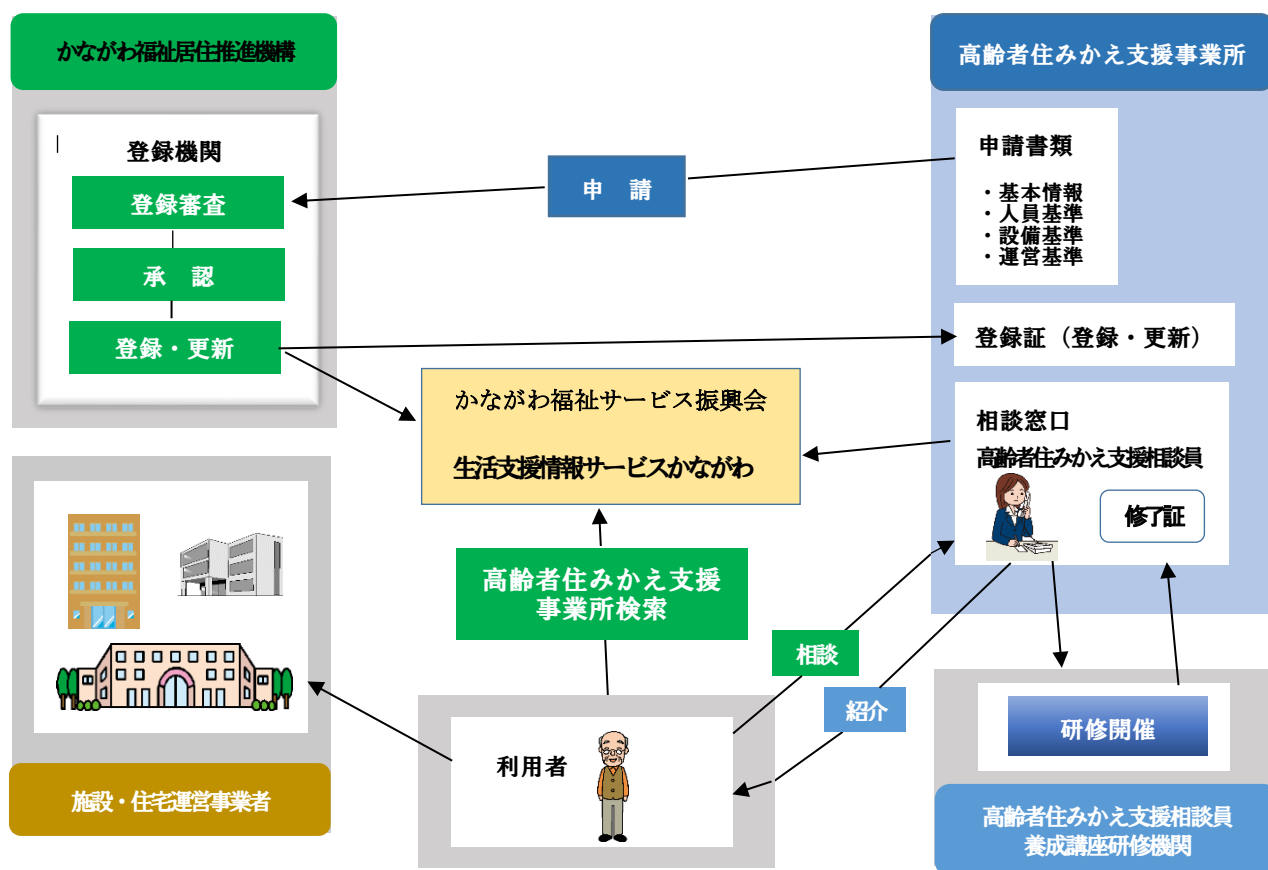 かながわ福祉居住推進機構
登録機関
登録審査
承　認
登録・更新
申　請
高齢者住みかえ支援事業所
申請書類
・基本情報
・人員基準
・設備基準
・運営基準
登録証（登録・更新）
相談窓口
高齢者住みかえ支援相談員
修了証
かながわ福祉サービス振興会
生活支援情報サービスかながわ
高齢者住みかえ支援
事業所検索
相談
紹介
利用者
施設・住宅運営事業者
研修開催
高齢者住みかえ支援相談員
養成講座研修機関